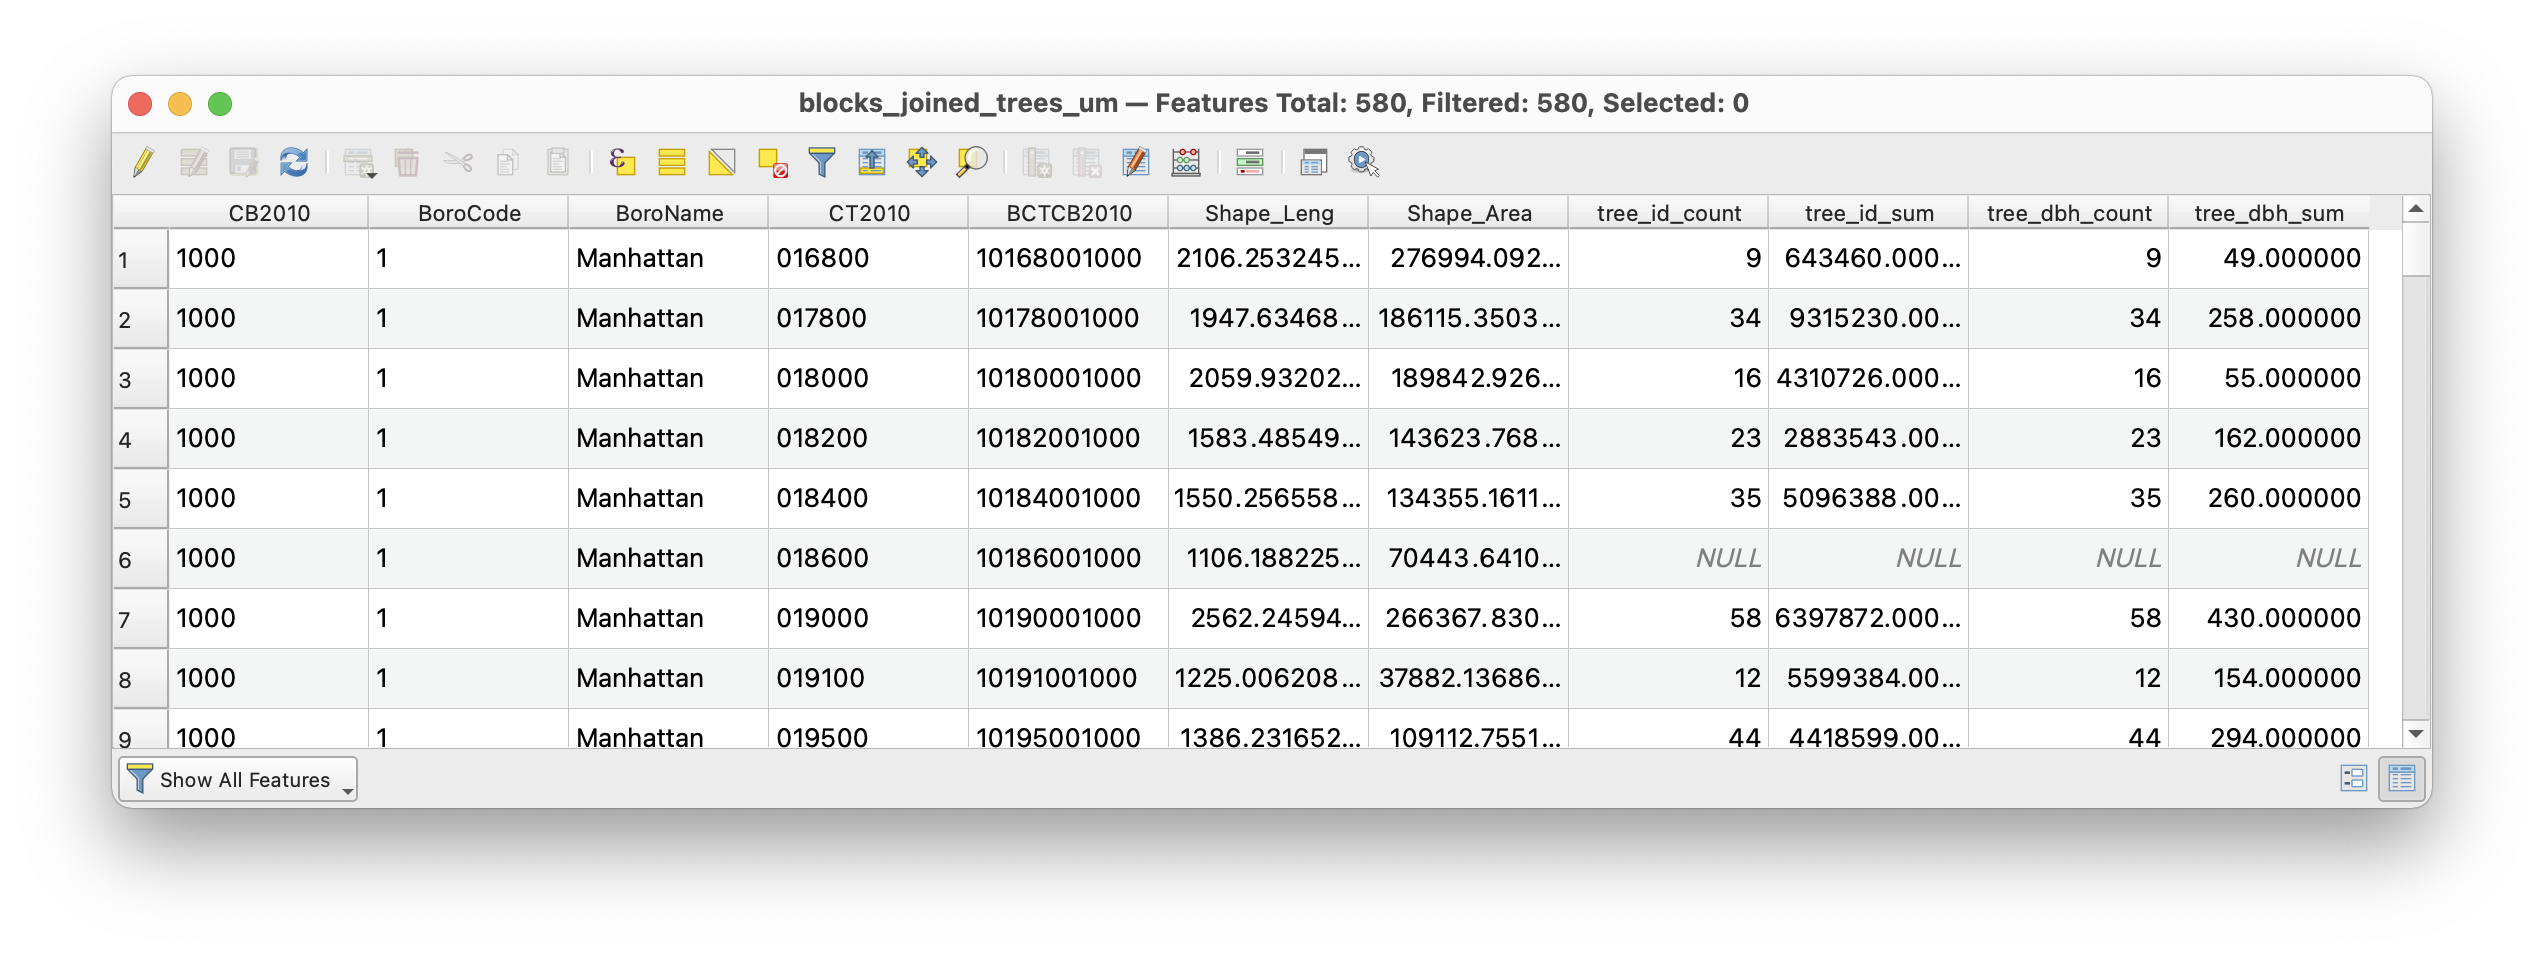 blocks_joined_trees_um — Features Total: 580, Filtered: 580, Selected: 0
CB2010 BoroCode BoroName CT2010 BCTCB2010 Shape_Leng Shape_Area tree_id_count tree_id_sum tree_dbh_count tree_dbh_sum
1 1000 1 Manhattan 016800 10168001000 2106.253245... 276994.092... 9 643460.000... 9 49.000000
2 1000 1 Manhattan 017800 10178001000 1947.63468... 186115.3503... 34 9315230.00... 34 258.000000
3 1000 1 Manhattan 018000 10180001000 2059.93202... 189842.926... 16 4310726.000... 16 55.000000
4 1000 1 Manhattan 018200 10182001000 1583.48549... 143623.768... 23 2883543.00... 23 162.000000
5 1000 1 Manhattan 018400 10184001000 1550.256558... 134355.1611... 35 5096388.00... 35 260.000000
6 1000 1 Manhattan 018600 10186001000 1106.188225... 70443.6410... NULL NULL NULL NULL
7 1000 1 Manhattan 019000 10190001000 2562.24594... 266367.830... 58 6397872.000... 58 430.000000
8 1000 1 Manhattan 019100 10191001000 1225.006208... 37882.13686... 12 5599384.00... 12 154.000000
9 1000 1 Manhattan 019500 10195001000 1386.231652... 109112.7551... 44 4418599.00... 44 294.000000
Show All Features